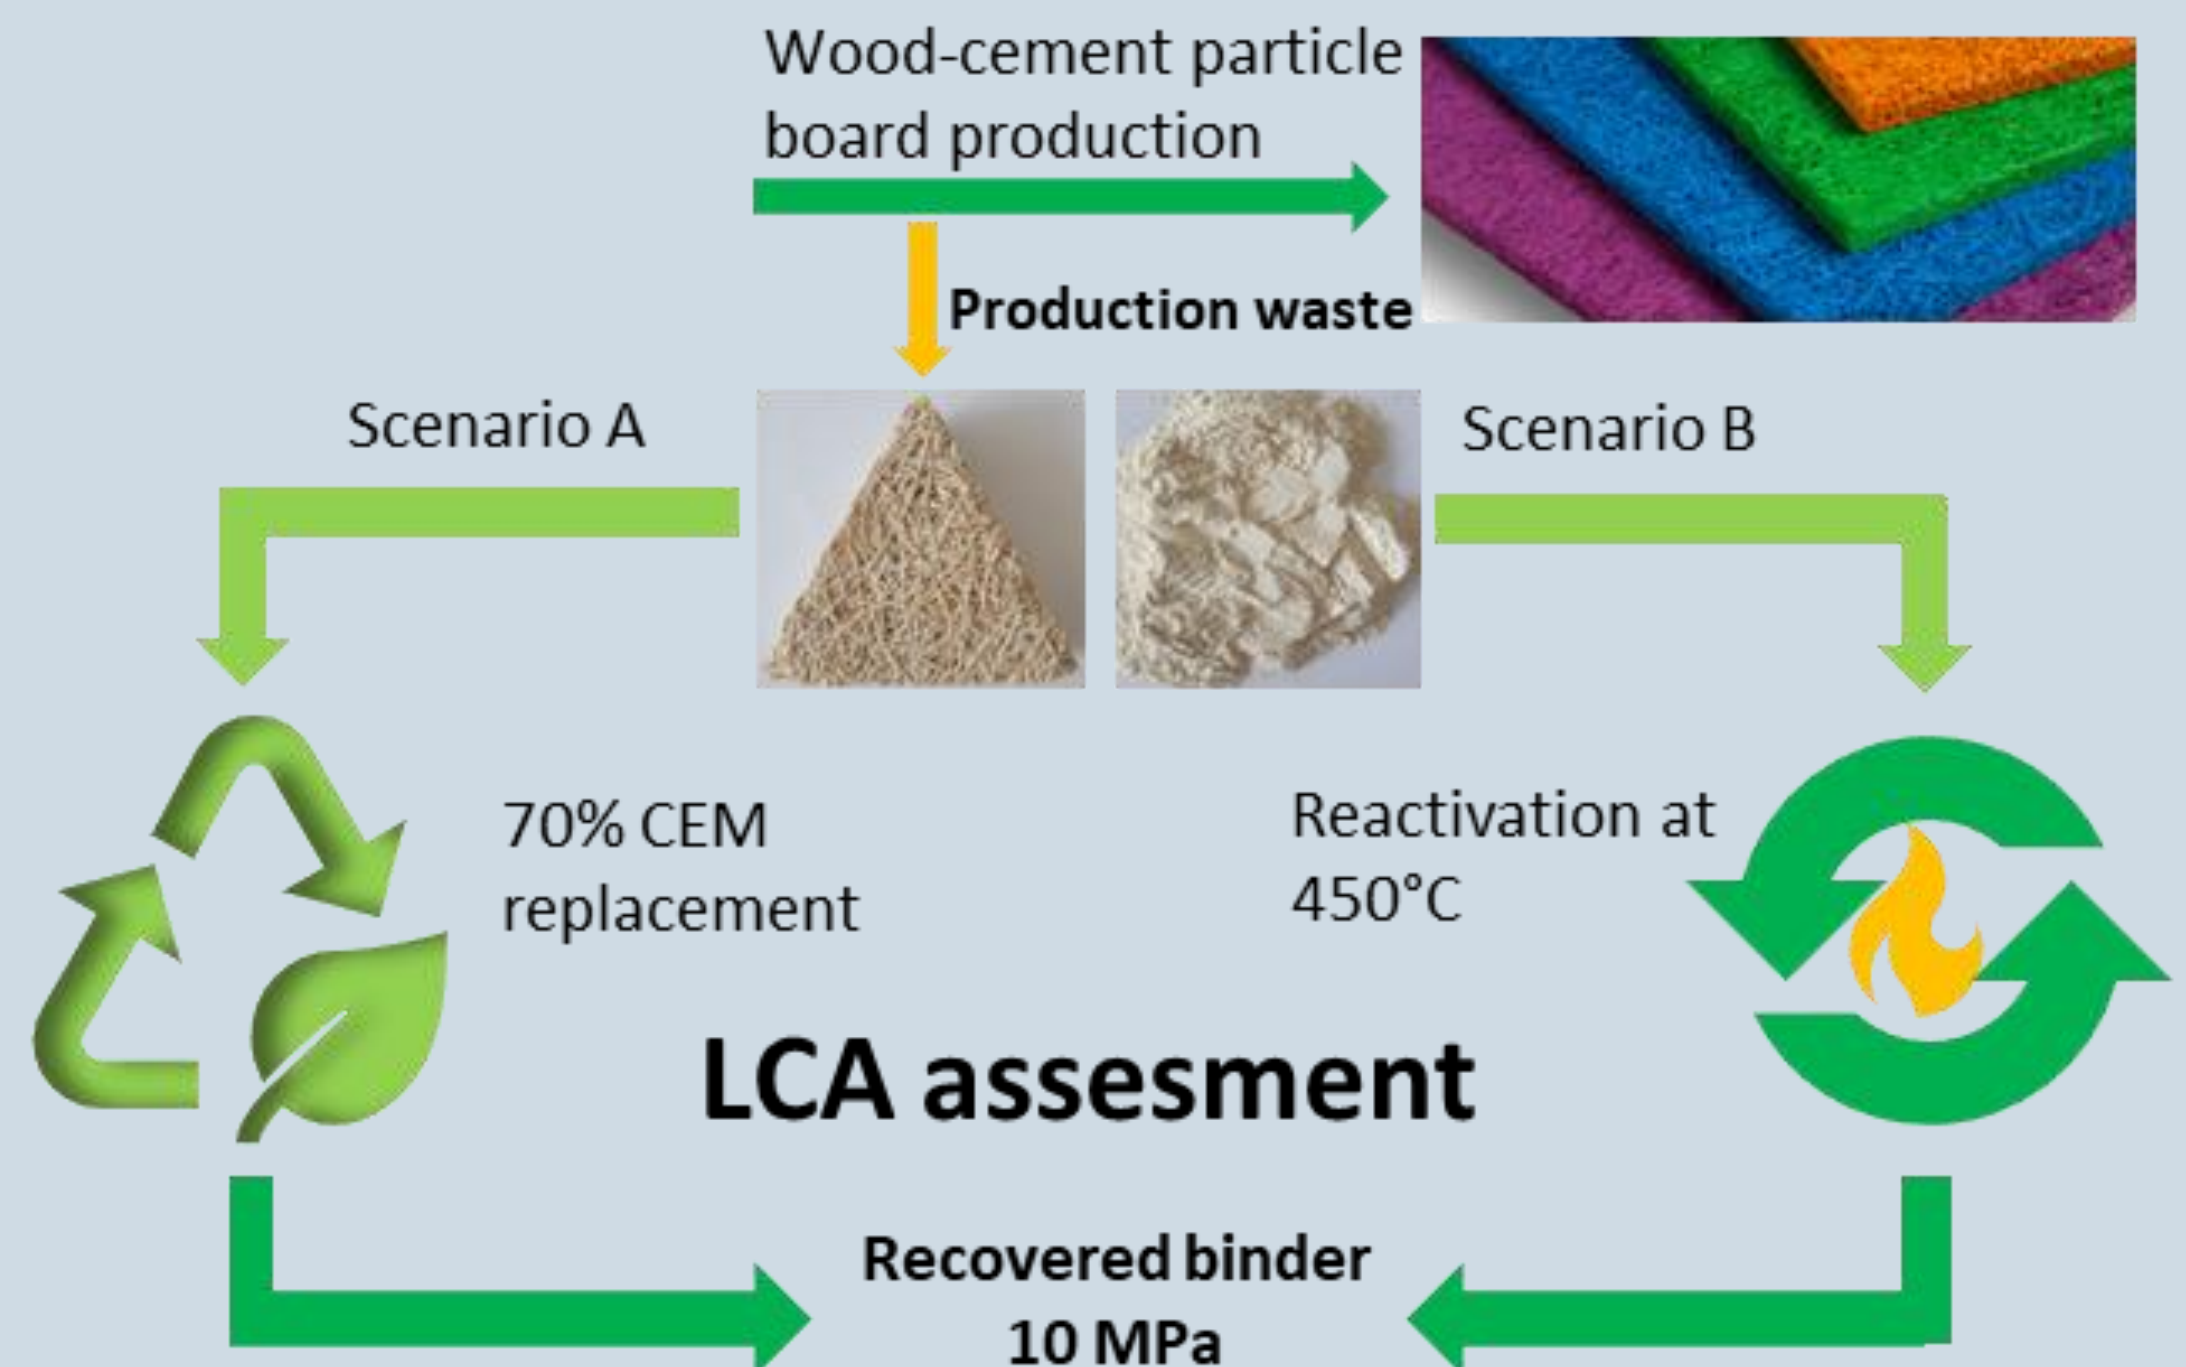 Wood-cement particle
board production
Production waste
Scenario A
Scenario B
70% CEM
replacement
Reactivation at
450°C
LCA assesment
Recovered binder
10 MPa